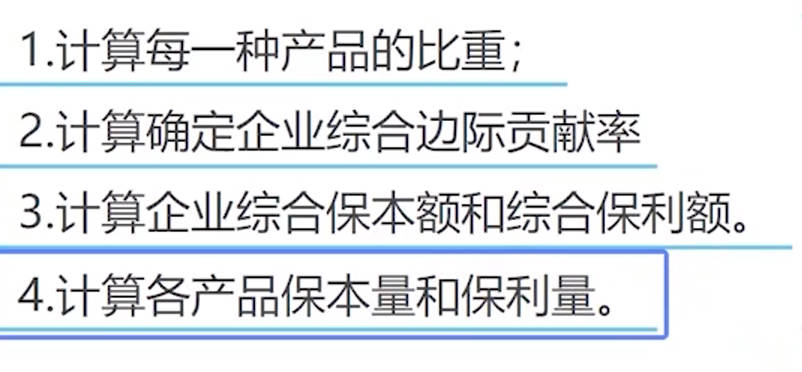 1.计算每一种产品的比重；
2.计算确定企业综合边际贡献率
3.计算企业综合保本额和综合保利额。
4.计算各产品保本量和保利量。